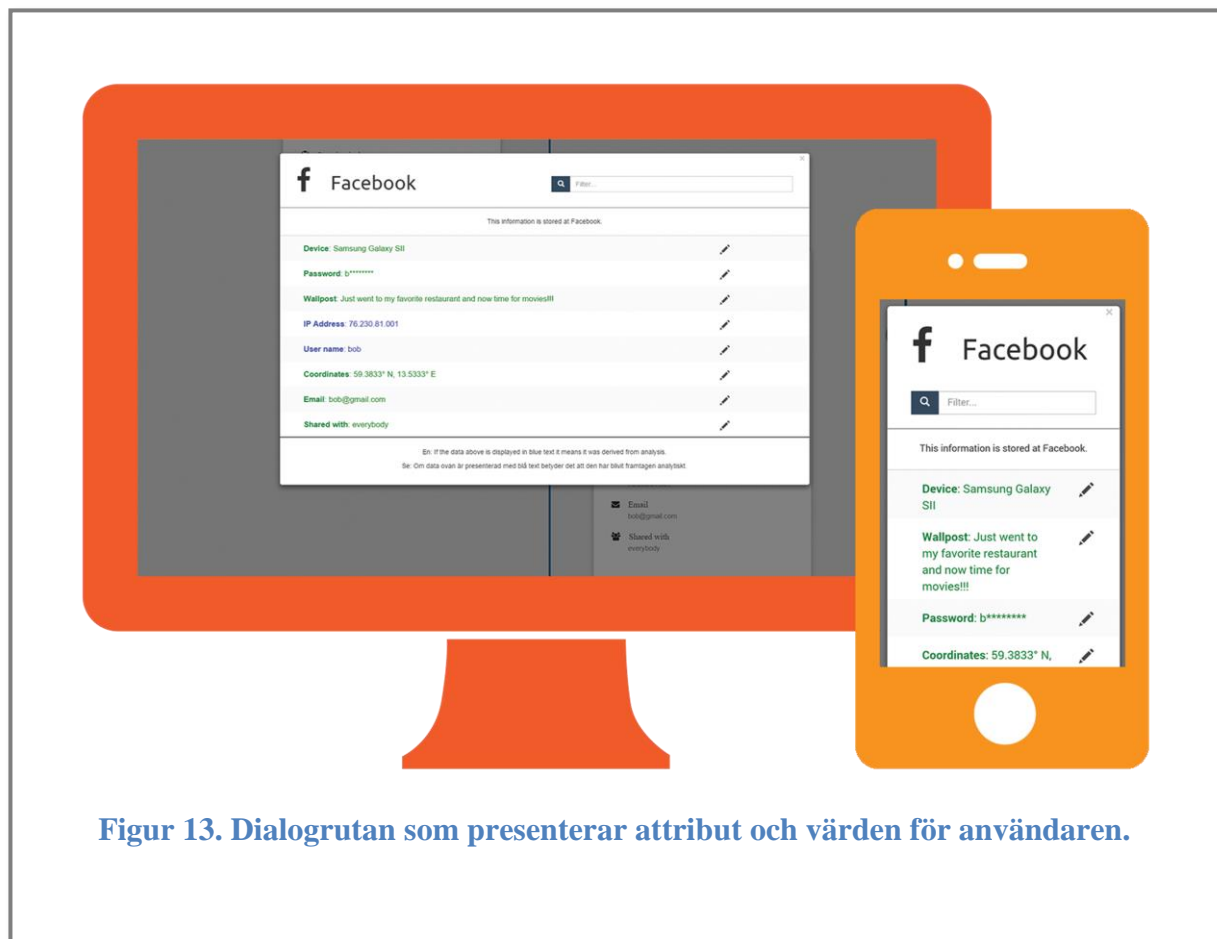 Facebook
Filter...
This information is stored at Facebook.
Device: Samsung Galaxy SII
Password: b********
Wallpost: Just went to my favorite restaurant and now time for movies!!!
IP Address: 76.230.81.001
User name: bob
Coordinates: 59.3833° N, 13.5333° E
Email: bob@gmail.com
Shared with: everybody
En: If the data above is displayed in blue text it means it was derived from analysis.
Se: Om data ovan är presenterad med blå text betyder det att den har blivit framtagen analytiskt
Email
bob@gmail.com
Shared with
everybody
Facebook
Filter...
This information is stored at Facebook.
Device: Samsung Galaxy
SII
Wallpost: Just went to
my favorite restaurant
and now time for
movies!!!
Password: b********
Coordinates: 59.3833° N,
Figur 13. Dialogrutan som presenterar attribut och värden för användaren.